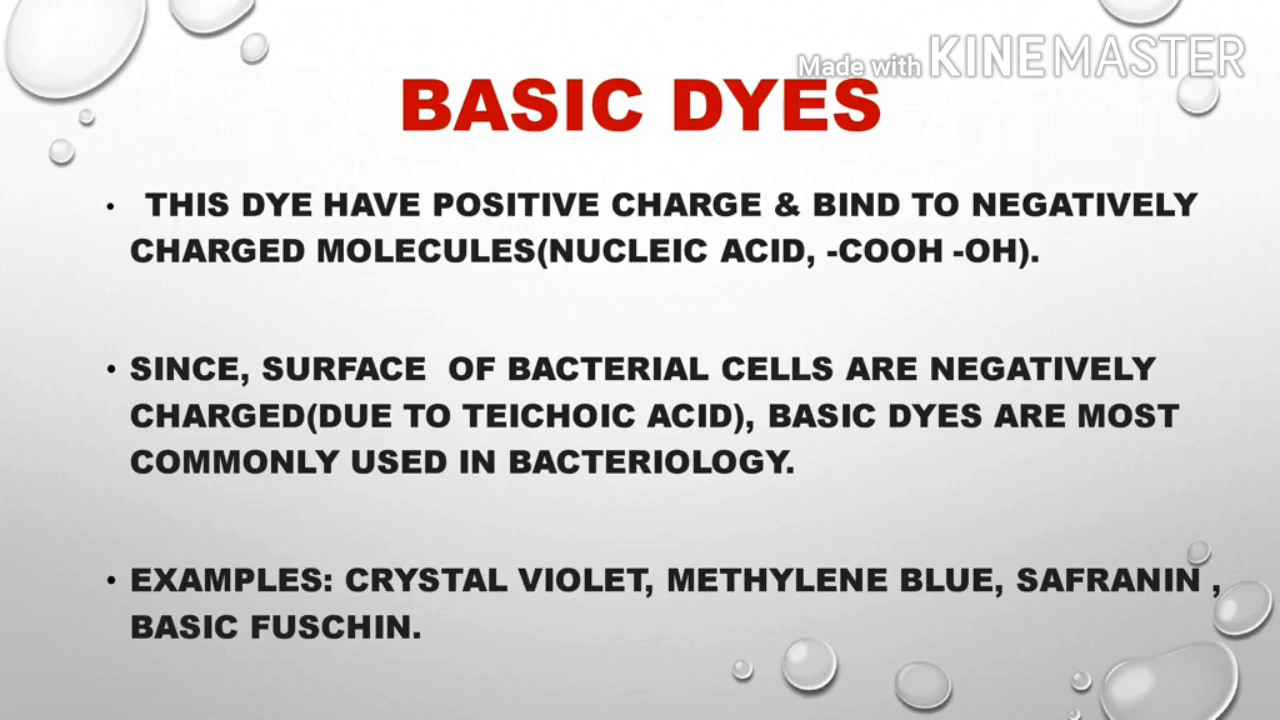 Made with KINEMASTER
BASIC DYES
• THIS DYE HAVE POSITIVE CHARGE & BIND TO NEGATIVELY
CHARGED MOLECULES(NUCLEIC ACID, -COOH -OH).
• SINCE, SURFACE OF BACTERIAL CELLS ARE NEGATIVELY
CHARGED(DUE TO TEICHOIC ACID), BASIC DYES ARE MOST
COMMONLY USED IN BACTERIOLOGY.
• EXAMPLES: CRYSTAL VIOLET, METHYLENE BLUE, SAFRANIN ,
BASIC FUSCHIN.